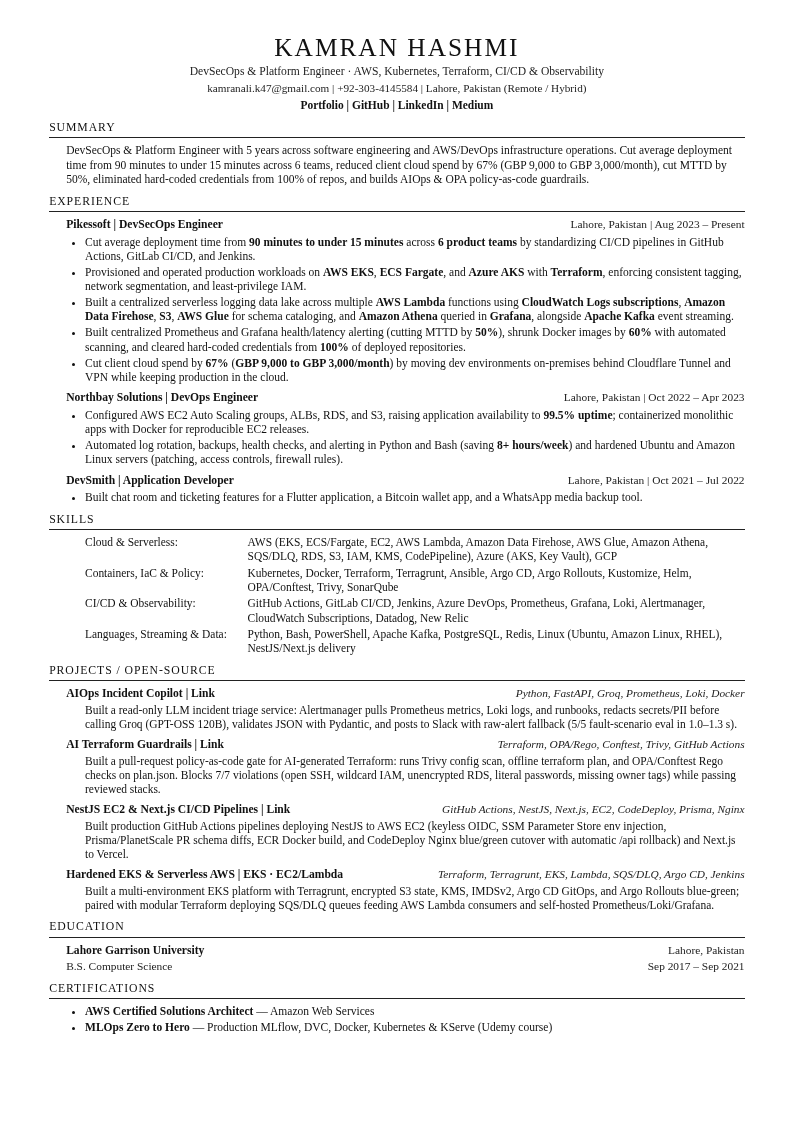 KAMRAN HASHMI
DevSecOps & Platform Engineer · AWS, Kubernetes, Terraform, CI/CD & Observability
kamranali.k47@gmail.com | +92-303-4145584 | Lahore, Pakistan (Remote / Hybrid)
Portfolio | GitHub | LinkedIn | Medium
SUMMARY
DevSecOps & Platform Engineer with 5 years across software engineering and AWS/DevOps infrastructure operations. Cut average deployment
time from 90 minutes to under 15 minutes across 6 teams, reduced client cloud spend by 67% (GBP 9,000 to GBP 3,000/month), cut MTTD by
50%, eliminated hard-coded credentials from 100% of repos, and builds AIOps & OPA policy-as-code guardrails.
EXPERIENCE
Pikessoft | DevSecOps Engineer Lahore, Pakistan | Aug 2023 – Present
• Cut average deployment time from 90 minutes to under 15 minutes across 6 product teams by standardizing CI/CD pipelines in GitHub
Actions, GitLab CI/CD, and Jenkins.
• Provisioned and operated production workloads on AWS EKS, ECS Fargate, and Azure AKS with Terraform, enforcing consistent tagging,
network segmentation, and least-privilege IAM.
• Built a centralized serverless logging data lake across multiple AWS Lambda functions using CloudWatch Logs subscriptions, Amazon
Data Firehose, S3, AWS Glue for schema cataloging, and Amazon Athena queried in Grafana, alongside Apache Kafka event streaming.
• Built centralized Prometheus and Grafana health/latency alerting (cutting MTTD by 50%), shrunk Docker images by 60% with automated
scanning, and cleared hard-coded credentials from 100% of deployed repositories.
• Cut client cloud spend by 67% (GBP 9,000 to GBP 3,000/month) by moving dev environments on-premises behind Cloudflare Tunnel and
VPN while keeping production in the cloud.
Northbay Solutions | DevOps Engineer Lahore, Pakistan | Oct 2022 – Apr 2023
• Configured AWS EC2 Auto Scaling groups, ALBs, RDS, and S3, raising application availability to 99.5% uptime; containerized monolithic
apps with Docker for reproducible EC2 releases.
• Automated log rotation, backups, health checks, and alerting in Python and Bash (saving 8+ hours/week) and hardened Ubuntu and Amazon
Linux servers (patching, access controls, firewall rules).
DevSmith | Application Developer Lahore, Pakistan | Oct 2021 – Jul 2022
• Built chat room and ticketing features for a Flutter application, a Bitcoin wallet app, and a WhatsApp media backup tool.
SKILLS
Cloud & Serverless: AWS (EKS, ECS/Fargate, EC2, AWS Lambda, Amazon Data Firehose, AWS Glue, Amazon Athena,
SQS/DLQ, RDS, S3, IAM, KMS, CodePipeline), Azure (AKS, Key Vault), GCP
Containers, IaC & Policy: Kubernetes, Docker, Terraform, Terragrunt, Ansible, Argo CD, Argo Rollouts, Kustomize, Helm,
OPA/Conftest, Trivy, SonarQube
CI/CD & Observability: GitHub Actions, GitLab CI/CD, Jenkins, Azure DevOps, Prometheus, Grafana, Loki, Alertmanager,
CloudWatch Subscriptions, Datadog, New Relic
Languages, Streaming & Data: Python, Bash, PowerShell, Apache Kafka, PostgreSQL, Redis, Linux (Ubuntu, Amazon Linux, RHEL),
NestJS/Next.js delivery
PROJECTS / OPEN-SOURCE
AIOps Incident Copilot | Link Python, FastAPI, Groq, Prometheus, Loki, Docker
Built a read-only LLM incident triage service: Alertmanager pulls Prometheus metrics, Loki logs, and runbooks, redacts secrets/PII before
calling Groq (GPT-OSS 120B), validates JSON with Pydantic, and posts to Slack with raw-alert fallback (5/5 fault-scenario eval in 1.0–1.3 s).
AI Terraform Guardrails | Link Terraform, OPA/Rego, Conftest, Trivy, GitHub Actions
Built a pull-request policy-as-code gate for AI-generated Terraform: runs Trivy config scan, offline terraform plan, and OPA/Conftest Rego
checks on plan.json. Blocks 7/7 violations (open SSH, wildcard IAM, unencrypted RDS, literal passwords, missing owner tags) while passing
reviewed stacks.
NestJS EC2 & Next.js CI/CD Pipelines | Link GitHub Actions, NestJS, Next.js, EC2, CodeDeploy, Prisma, Nginx
Built production GitHub Actions pipelines deploying NestJS to AWS EC2 (keyless OIDC, SSM Parameter Store env injection,
Prisma/PlanetScale PR schema diffs, ECR Docker build, and CodeDeploy Nginx blue/green cutover with automatic /api rollback) and Next.js
to Vercel.
Hardened EKS & Serverless AWS | EKS · EC2/Lambda Terraform, Terragrunt, EKS, Lambda, SQS/DLQ, Argo CD, Jenkins
Built a multi-environment EKS platform with Terragrunt, encrypted S3 state, KMS, IMDSv2, Argo CD GitOps, and Argo Rollouts blue-green;
paired with modular Terraform deploying SQS/DLQ queues feeding AWS Lambda consumers and self-hosted Prometheus/Loki/Grafana.
EDUCATION
Lahore Garrison University Lahore, Pakistan
B.S. Computer Science Sep 2017 – Sep 2021
CERTIFICATIONS
• AWS Certified Solutions Architect — Amazon Web Services
• MLOps Zero to Hero — Production MLflow, DVC, Docker, Kubernetes & KServe (Udemy course)